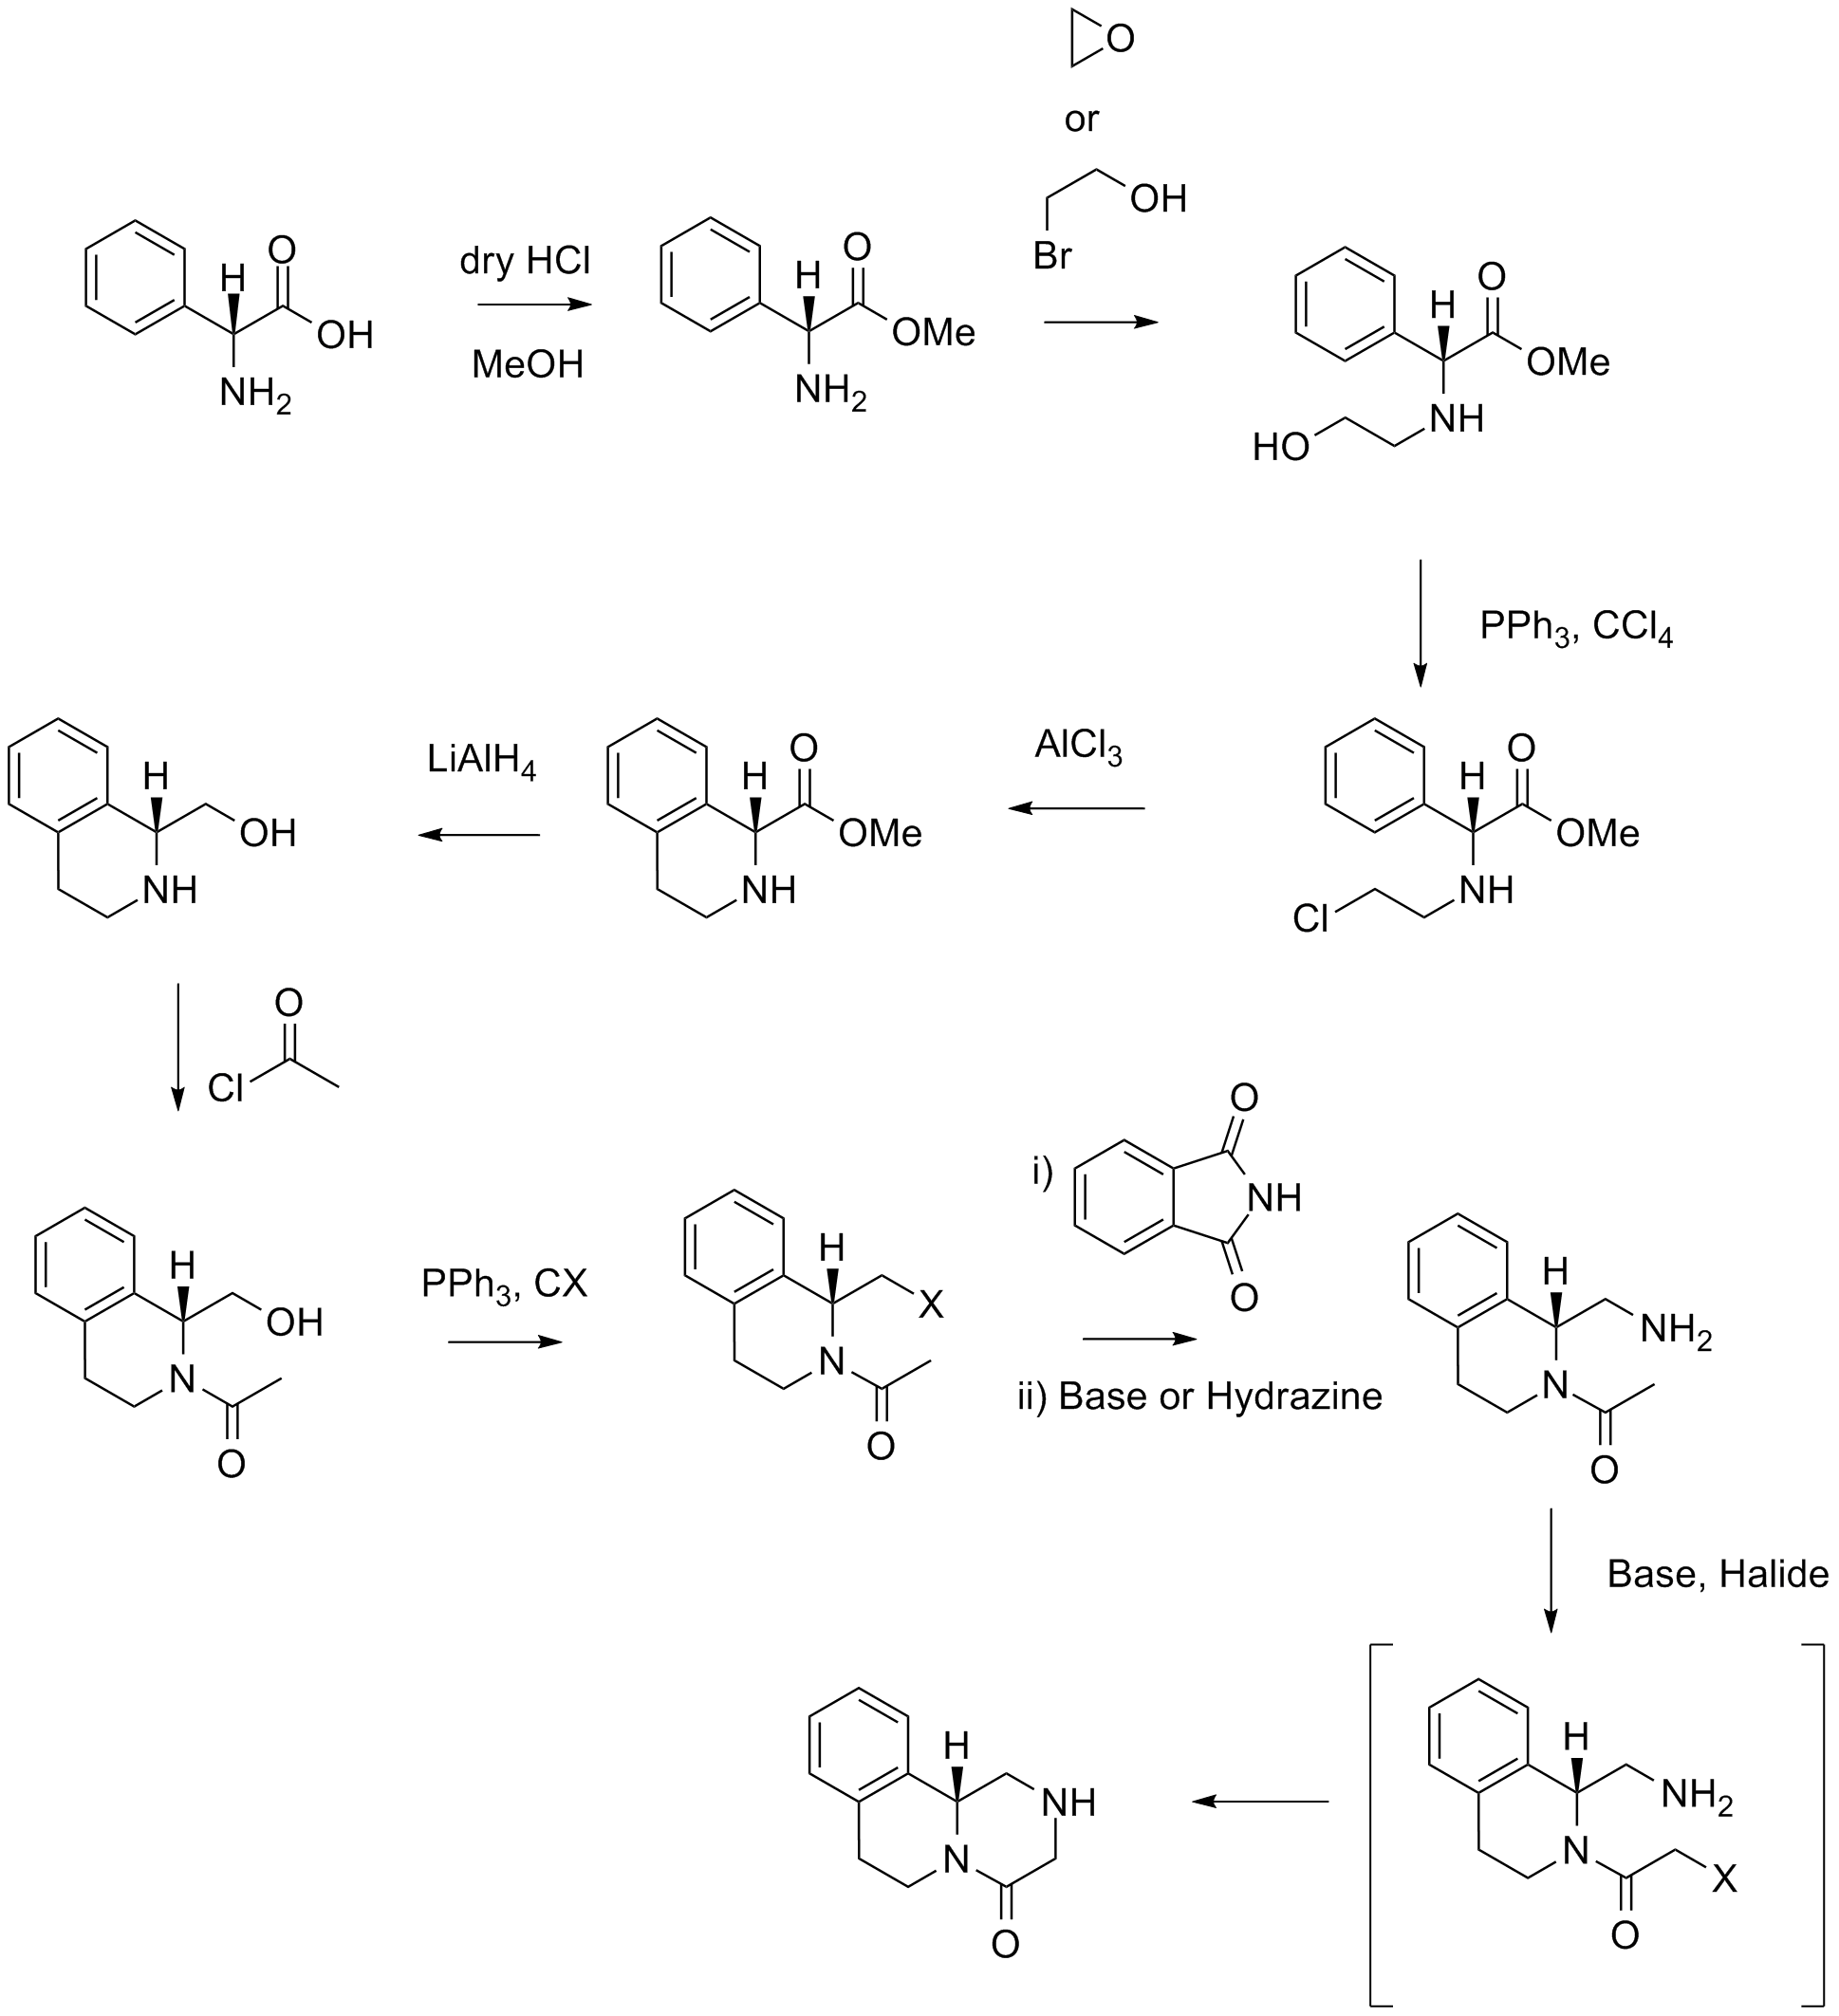 O
or
OH
Br
H
O
OH
NH2
dry HCl
MeOH
H
O
OMe
NH2
H
O
OMe
NH
HO
PPh3, CCl4
H
OH
NH
LiAlH4
H
O
OMe
NH
AlCl3
H
O
OMe
NH
Cl
O
Cl
H
OH
N
O
PPh3, CX
H
X
N
O
i)
O
NH
O
ii) Base or Hydrazine
H
NH2
N
O
Base, Halide
H
NH2
N
X
O
H
NH
N
O